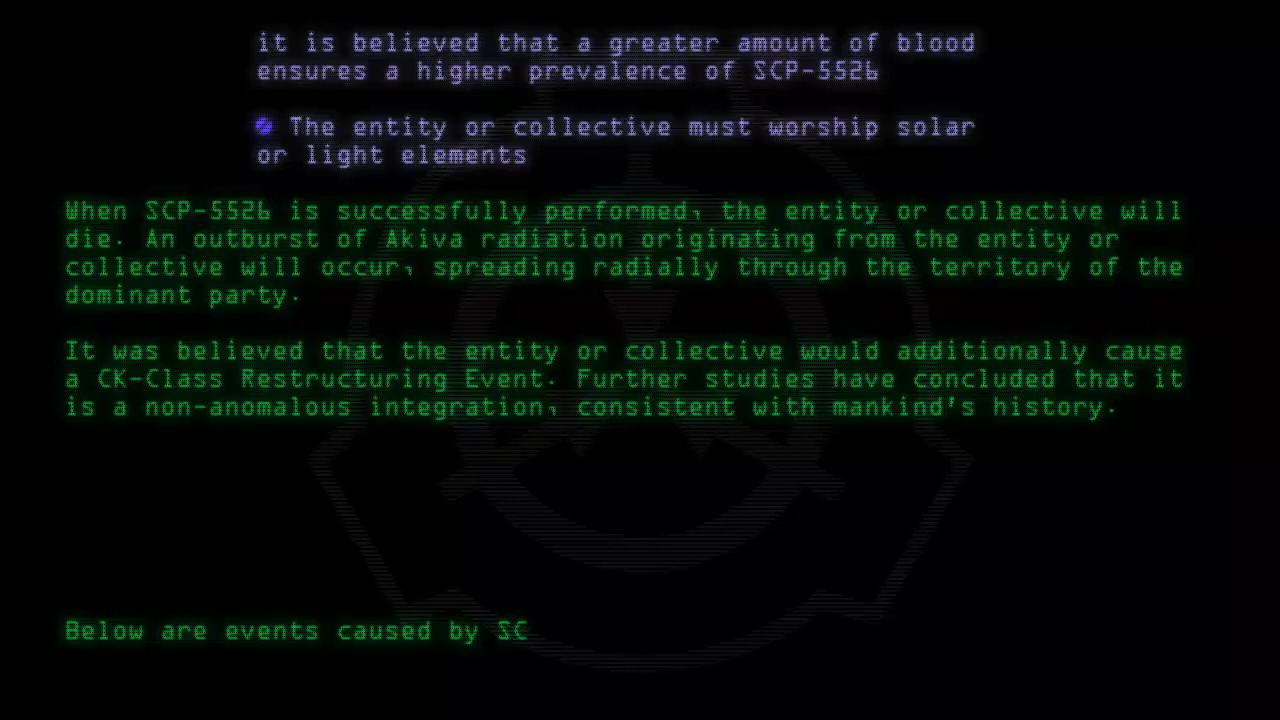 it is believed that a greater amount of blood
ensures a higher prevalence of SCP-5526
● The entity or collective must worship solar
or light elements
When SCP-5526 is successfully performed, the entity or collective will
die. An outburst of Akiva radiation originating from the entity or
collective will occur, spreading radially through the territory of the
dominant party.
It was believed that the entity or collective would additionally cause
a CK-Class Restructuring Event. Further studies have concluded that it
is a non-anomalous integration, consistent with mankind's history.
Below are events caused by SC